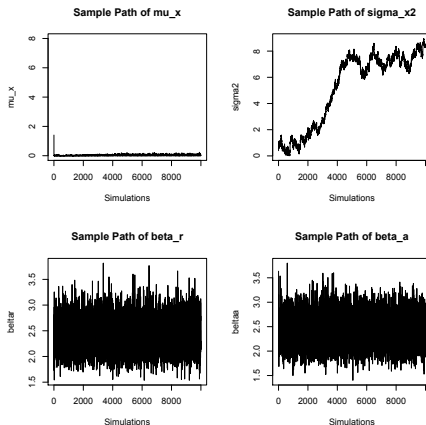 Sample Path of mu_x
mu_x
0 2 4 6 8
0 2000 4000 6000 8000
Simulations
Sample Path of sigma_x2
sigma2
0 2 4 6 8
0 2000 4000 6000 8000
Simulations
Sample Path of beta_r
beltar
1.5 2.0 2.5 3.0 3.5
0 2000 4000 6000 8000
Simulations
Sample Path of beta_a
beltaa
1.5 2.0 2.5 3.0 3.5
0 2000 4000 6000 8000
Simulations